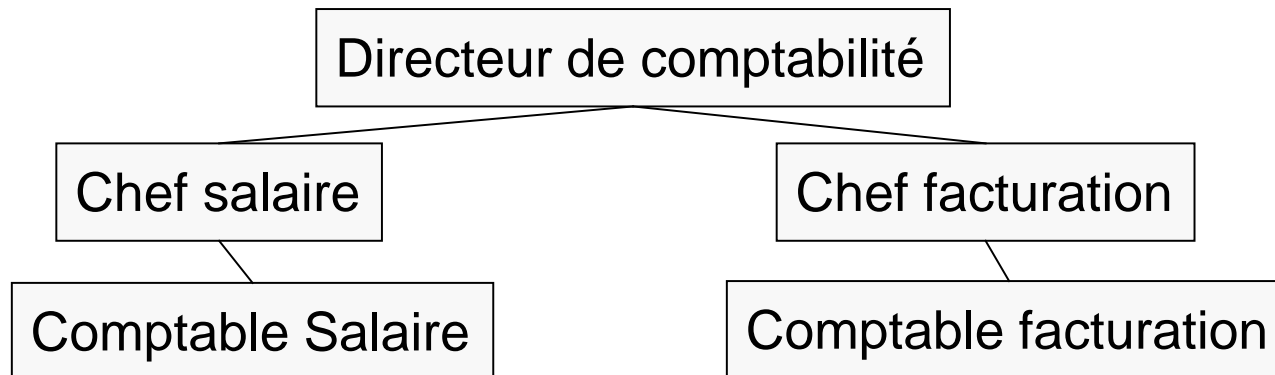 Directeur de comptabilité
Chef salaire
Chef facturation
Comptable Salaire
Comptable facturation